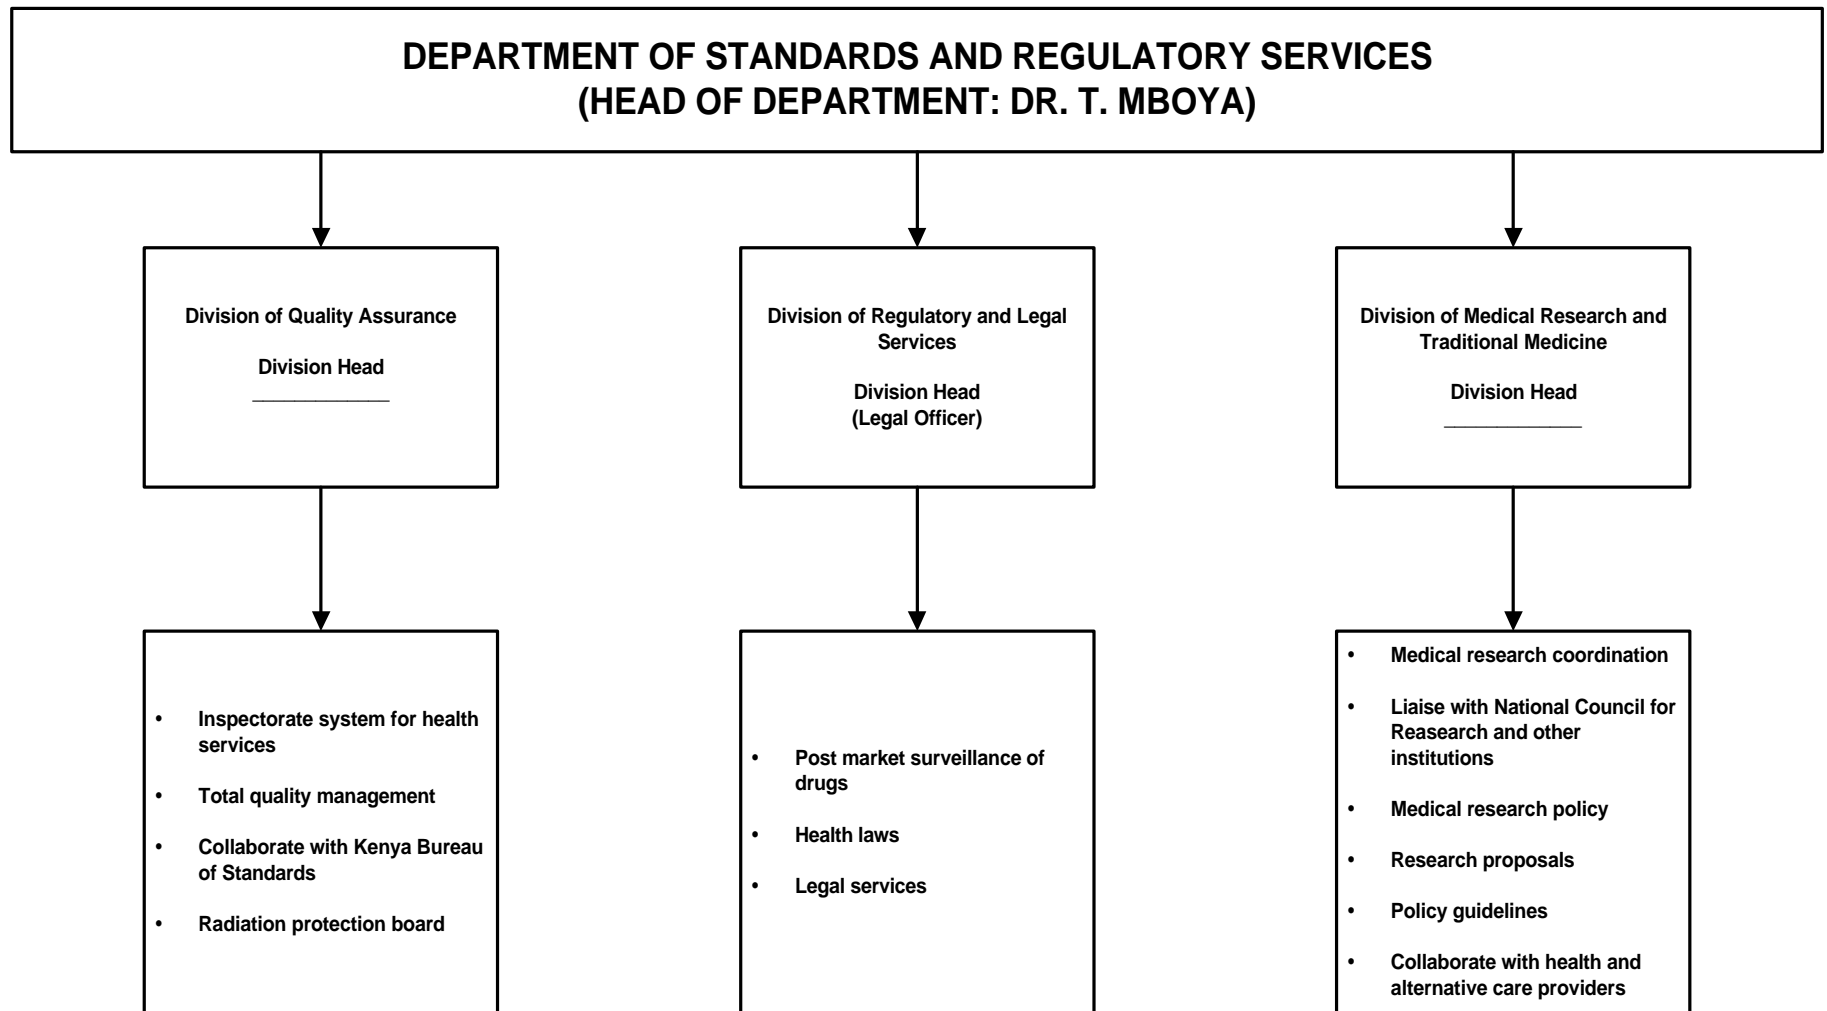 DEPARTMENT OF STANDARDS AND REGULATORY SERVICES
(HEAD OF DEPARTMENT: DR. T. MBOYA)
Division of Quality Assurance
Division Head
_____________
Division of Regulatory and Legal
Services
Division Head
(Legal Officer)
Division of Medical Research and
Traditional Medicine
Division Head
_____________
• Inspectorate system for health
services
• Total quality management
• Collaborate with Kenya Bureau
of Standards
• Radiation protection board
• Post market surveillance of
drugs
• Health laws
• Legal services
• Medical research coordination
• Liaise with National Council for
Reasearch and other
institutions
• Medical research policy
• Research proposals
• Policy guidelines
• Collaborate with health and
alternative care providers